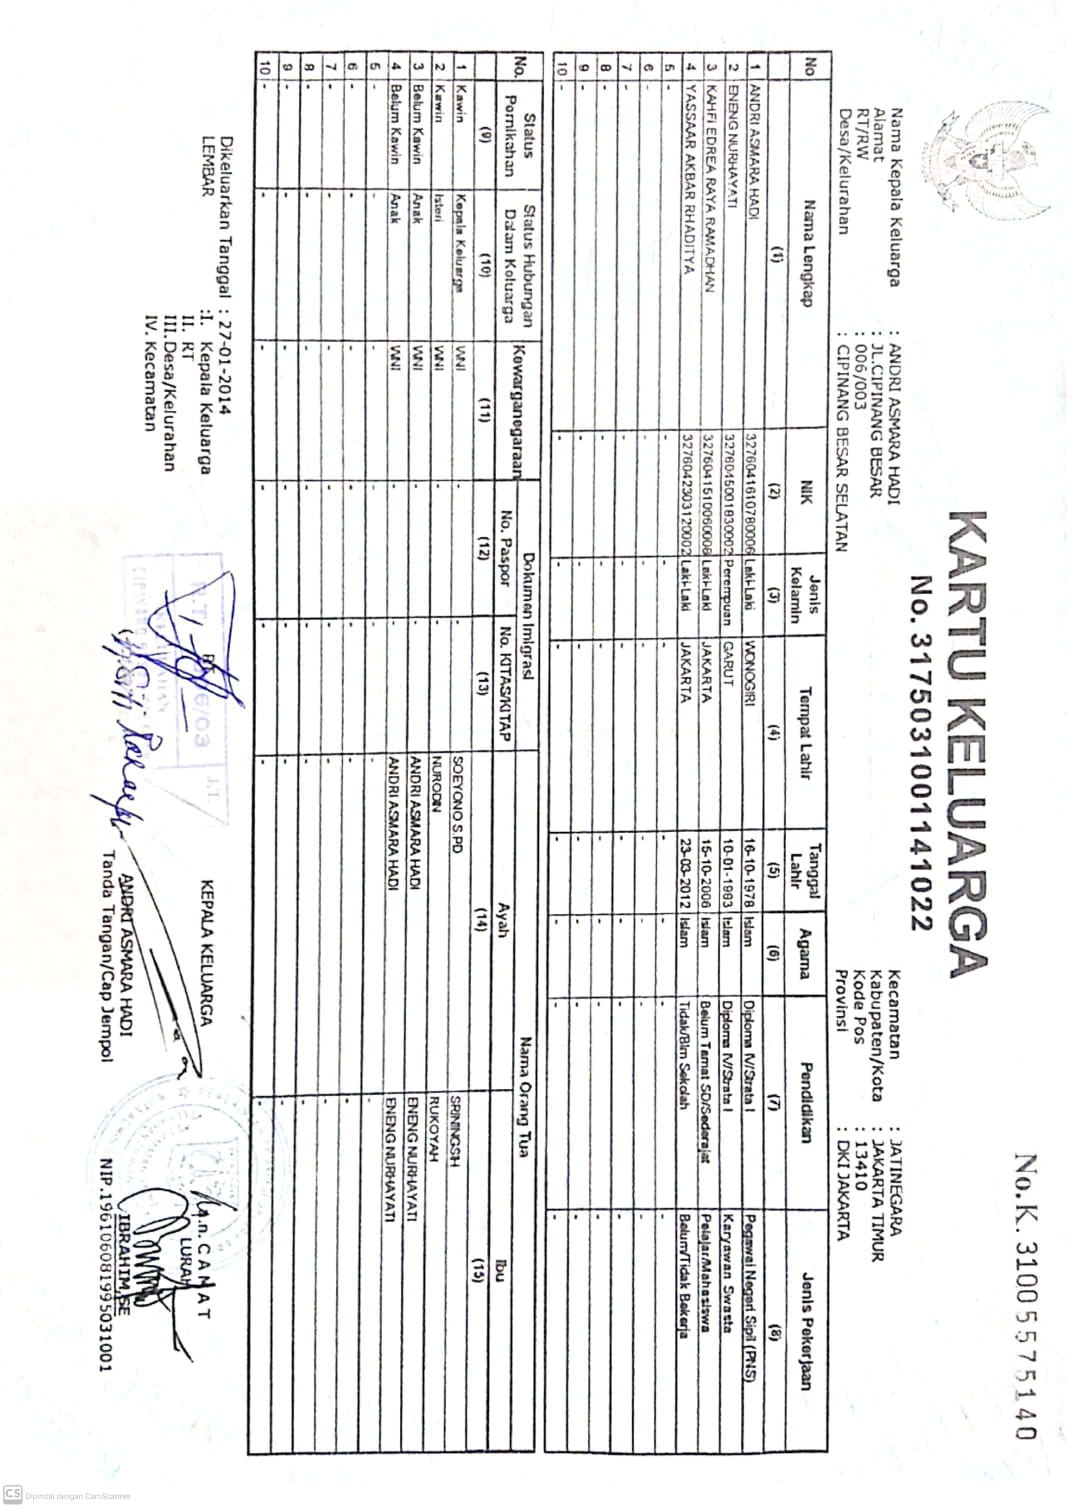 No.K. 31005575140
KARTU KELUARGA
No. 3175031001141022
Nama Kepala Keluarga : ANDRI ASMARA HADI
Alamat : JL.CIPINANG BESAR
RT/RW : 006/003
Desa/Kelurahan : CIPINANG BESAR SELATAN
Kecamatan : JATINEGARA
Kabupaten/Kota : JAKARTA TIMUR
Kode Pos : 13410
Provinsi : DKI JAKARTA
No Nama Lengkap NIK Jenis Kelamin Tempat Lahir Tanggal Lahir Agama Pendidikan Jenis Pekerjaan
(1) (2) (3) (4) (5) (6) (7) (8)
1 ANDRI ASMARA HADI 3276041610780006 Laki-Laki WONOGIRI 16-10-1978 Islam Diploma IV/Strata I Pegawai Negeri Sipil (PNS)
2 ENENG NURHAYATI 3276045001830002 Perempuan GARUT 10-01-1983 Islam Diploma IV/Strata I Karyawan Swasta
3 KAHFI EDREA RAYA RAMADHAN 3276041510060006 Laki-Laki JAKARTA 15-10-2006 Islam Belum Tamat SD/Sederajat Pelajar/Mahasiswa
4 YASSAAR AKBAR RHADITYA 3276042303120002 Laki-Laki JAKARTA 23-03-2012 Islam Tidak/Blm Sekolah Belum/Tidak Bekerja
5 - - - - - - - -
6 - - - - - - - -
7 - - - - - - - -
8 - - - - - - - -
9 - - - - - - - -
10 - - - - - - - -
No. Status Pernikahan Status Hubungan Dalam Keluarga Kewarganegaraan Dokumen Imigrasi Nama Orang Tua
No. Paspor No. KITAS/KITAP Ayah Ibu
(9) (10) (11) (12) (13) (14) (15)
1 Kawin Kepala Keluarga WNI - - SOEYONO S.PD SRININGSIH
2 Kawin Isteri WNI - - NURODIN RUKOYAH
3 Belum Kawin Anak WNI - - ANDRI ASMARA HADI ENENG NURHAYATI
4 Belum Kawin Anak WNI - - ANDRI ASMARA HADI ENENG NURHAYATI
5 - - - - - - -
6 - - - - - - -
7 - - - - - - -
8 - - - - - - -
9 - - - - - - -
10 - - - - - - -
Dikeluarkan Tanggal : 27-01-2014
LEMBAR :I. Kepala Keluarga
II. RT
III. Desa/Kelurahan
IV. Kecamatan
KEPALA KELUARGA
ANDRI ASMARA HADI
Tanda Tangan/Cap Jempol
a.n. CAMAT
LURAH
IBRAHIM,SE
NIP.196106081995031001
CS Dipindai dengan CamScanner